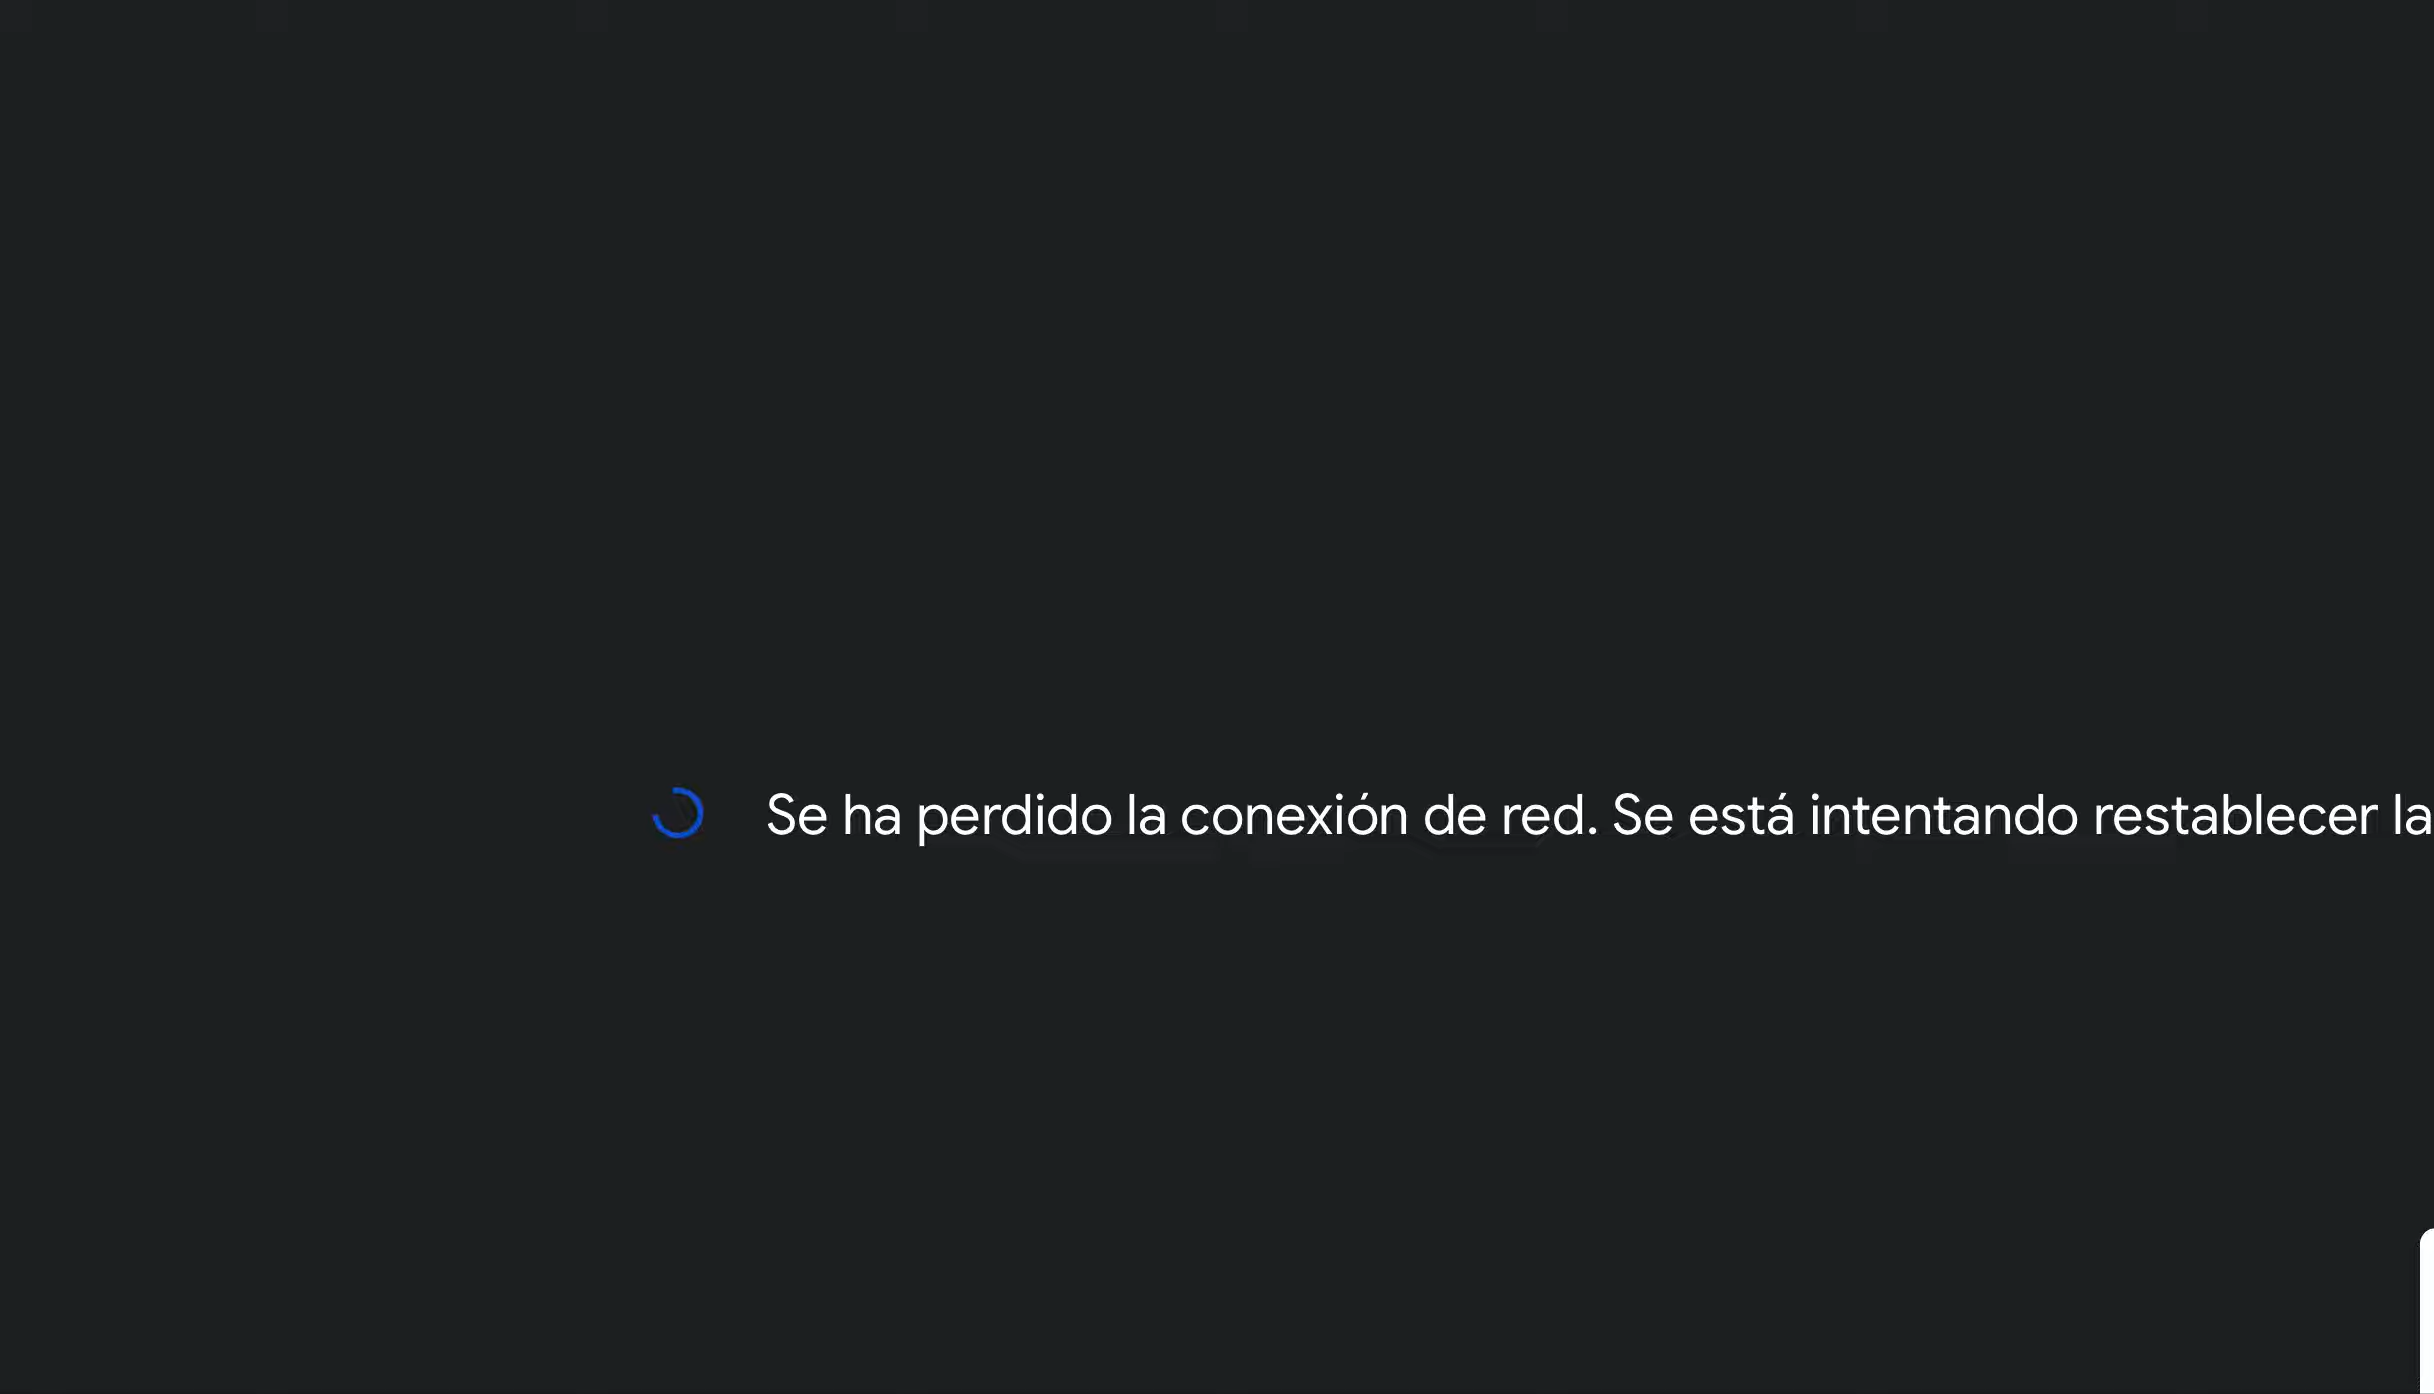 Se ha perdido la conexión de red. Se está intentando restablecer la